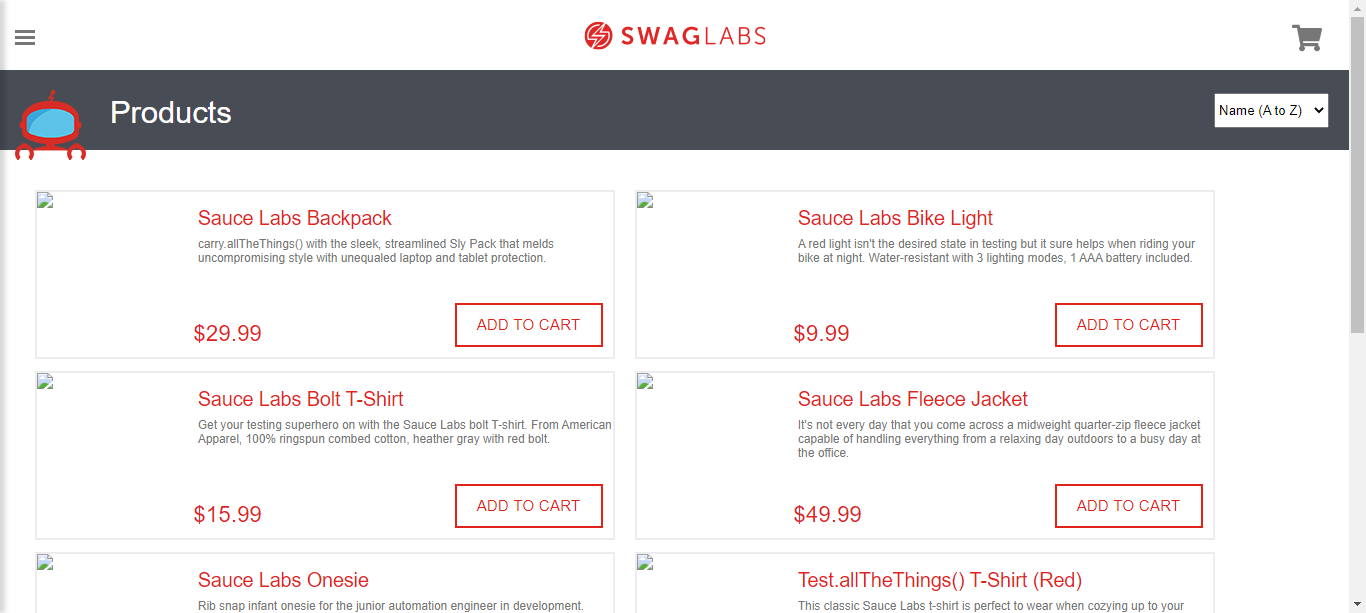 SWAGLABS
Products
Name (A to Z)
Sauce Labs Backpack
carry.allTheThings() with the sleek, streamlined Sly Pack that melds
uncompromising style with unequaled laptop and tablet protection.
$29.99
ADD TO CART
Sauce Labs Bike Light
A red light isn't the desired state in testing but it sure helps when riding your
bike at night. Water-resistant with 3 lighting modes, 1 AAA battery included.
$9.99
ADD TO CART
Sauce Labs Bolt T-Shirt
Get your testing superhero on with the Sauce Labs bolt T-shirt. From American
Apparel, 100% ringspun combed cotton, heather gray with red bolt.
$15.99
ADD TO CART
Sauce Labs Fleece Jacket
It's not every day that you come across a midweight quarter-zip fleece jacket
capable of handling everything from a relaxing day outdoors to a busy day at
the office.
$49.99
ADD TO CART
Sauce Labs Onesie
Rib snap infant onesie for the junior automation engineer in development.
Test.allTheThings() T-Shirt (Red)
This classic Sauce Labs t-shirt is perfect to wear when cozying up to your